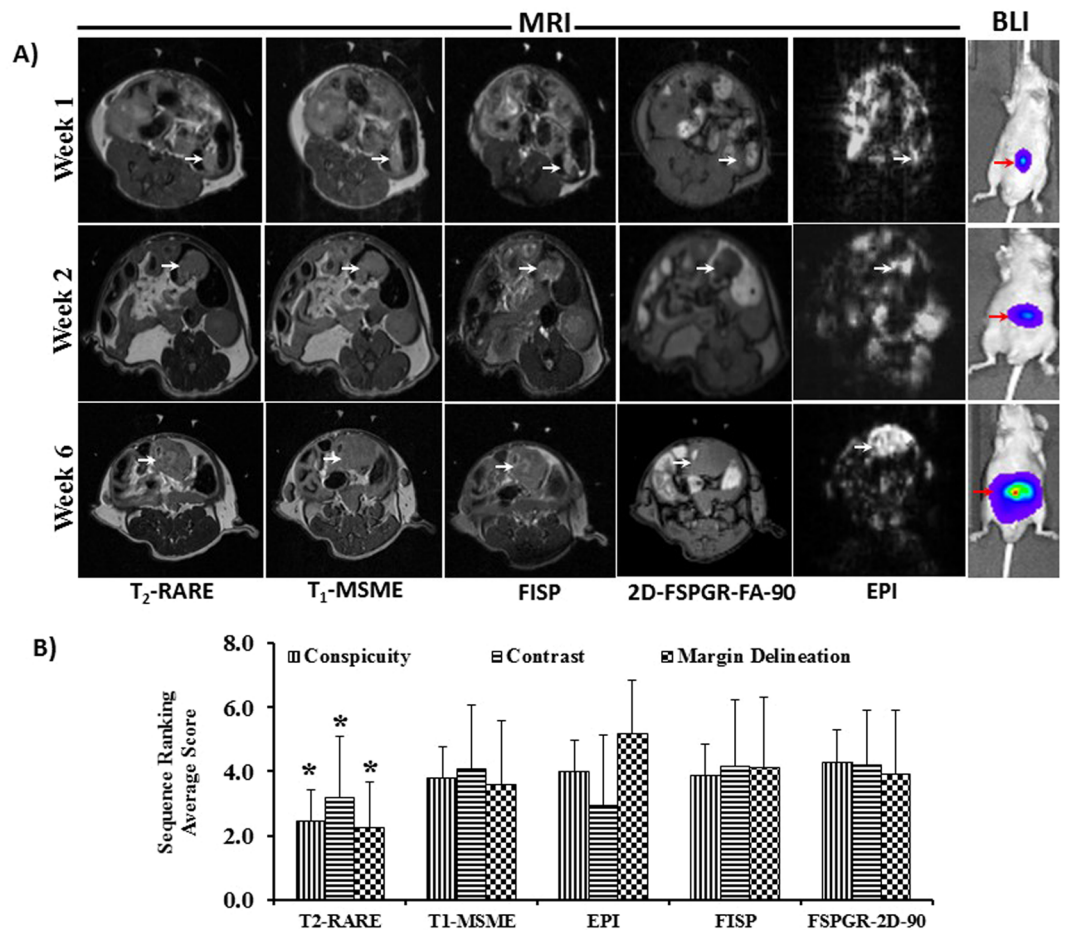 MRI
BLI
A)
Week 1
Week 2
Week 6
T2-RARE
T1-MSME
FISP
2D-FSPGR-FA-90
EPI
B)
8.0
6.0
4.0
2.0
0.0
Sequence Ranking
Average Score
Conspicuity
Contrast
Margin Delineation
*
*
*
T2-RARE
T1-MSME
EPI
FISP
FSPGR-2D-90